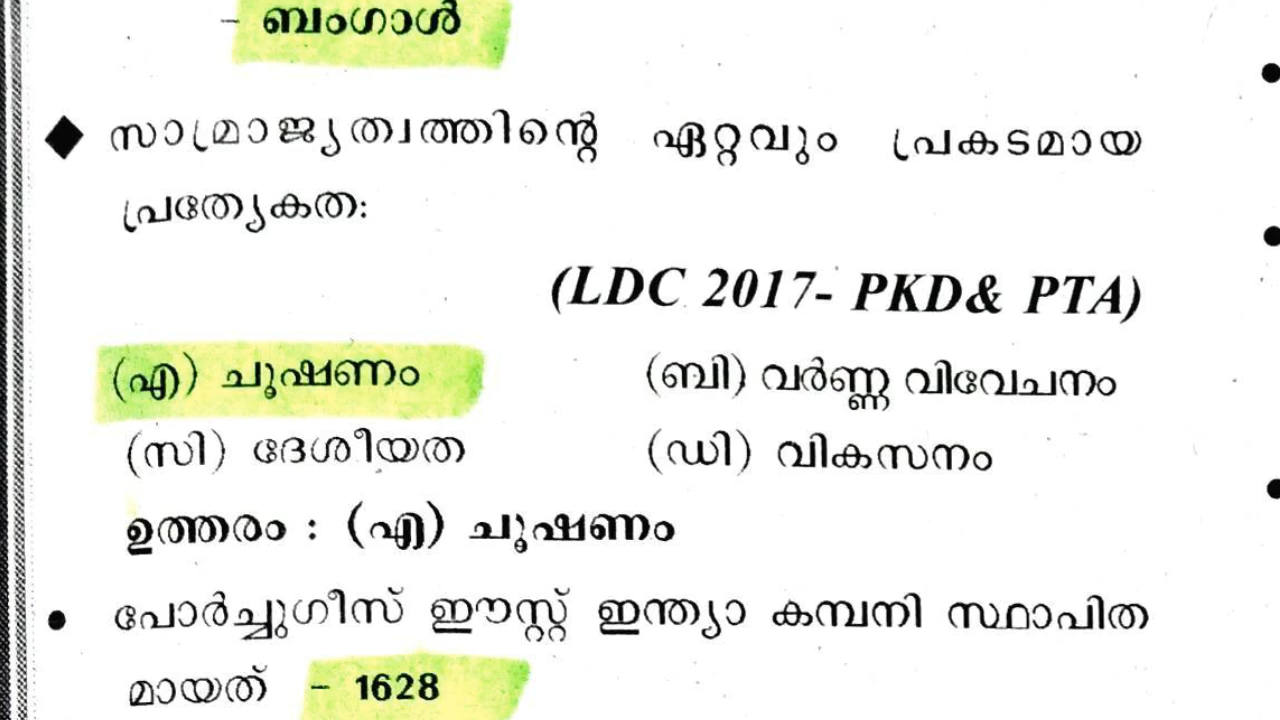 - ബംഗാൾ
◆ സാമ്രാജ്യത്വത്തിന്റെ ഏറ്റവും പ്രകടമായ
പ്രത്യേകത:
(LDC 2017- PKD& PTA)
(എ) ചൂഷണം (ബി) വർണ്ണ വിവേചനം
(സി) ദേശീയത (ഡി) വികസനം
ഉത്തരം : (എ) ചൂഷണം
• പോർച്ചുഗീസ് ഈസ്റ്റ് ഇന്ത്യാ കമ്പനി സ്ഥാപിത
മായത് - 1628